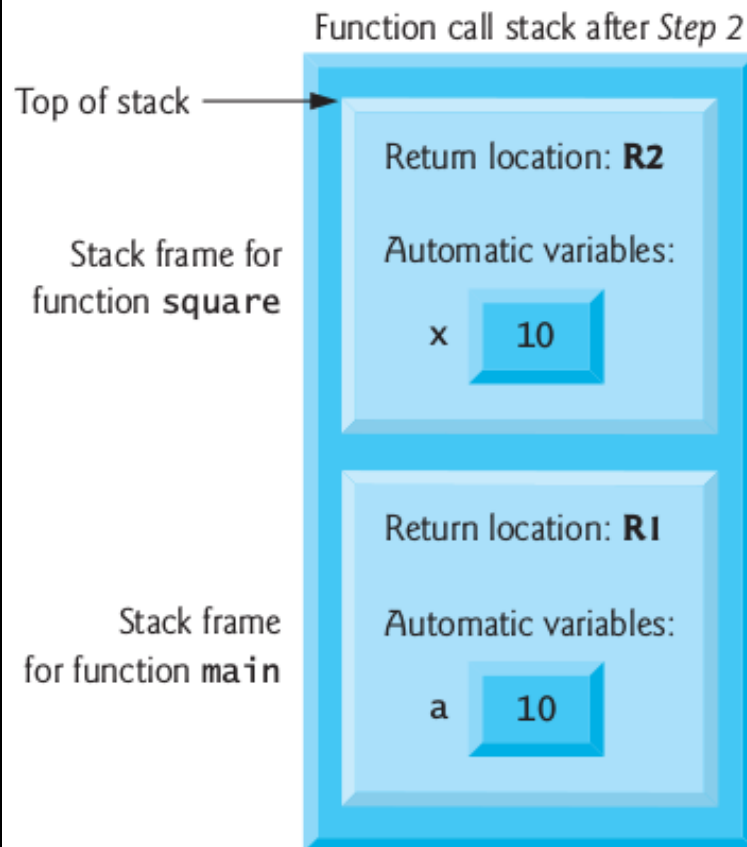 Function call stack after Step 2
Top of stack
Return location: R2
Stack frame for
function square
Automatic variables:
x 10
Return location: R1
Stack frame
for function main
Automatic variables:
a 10